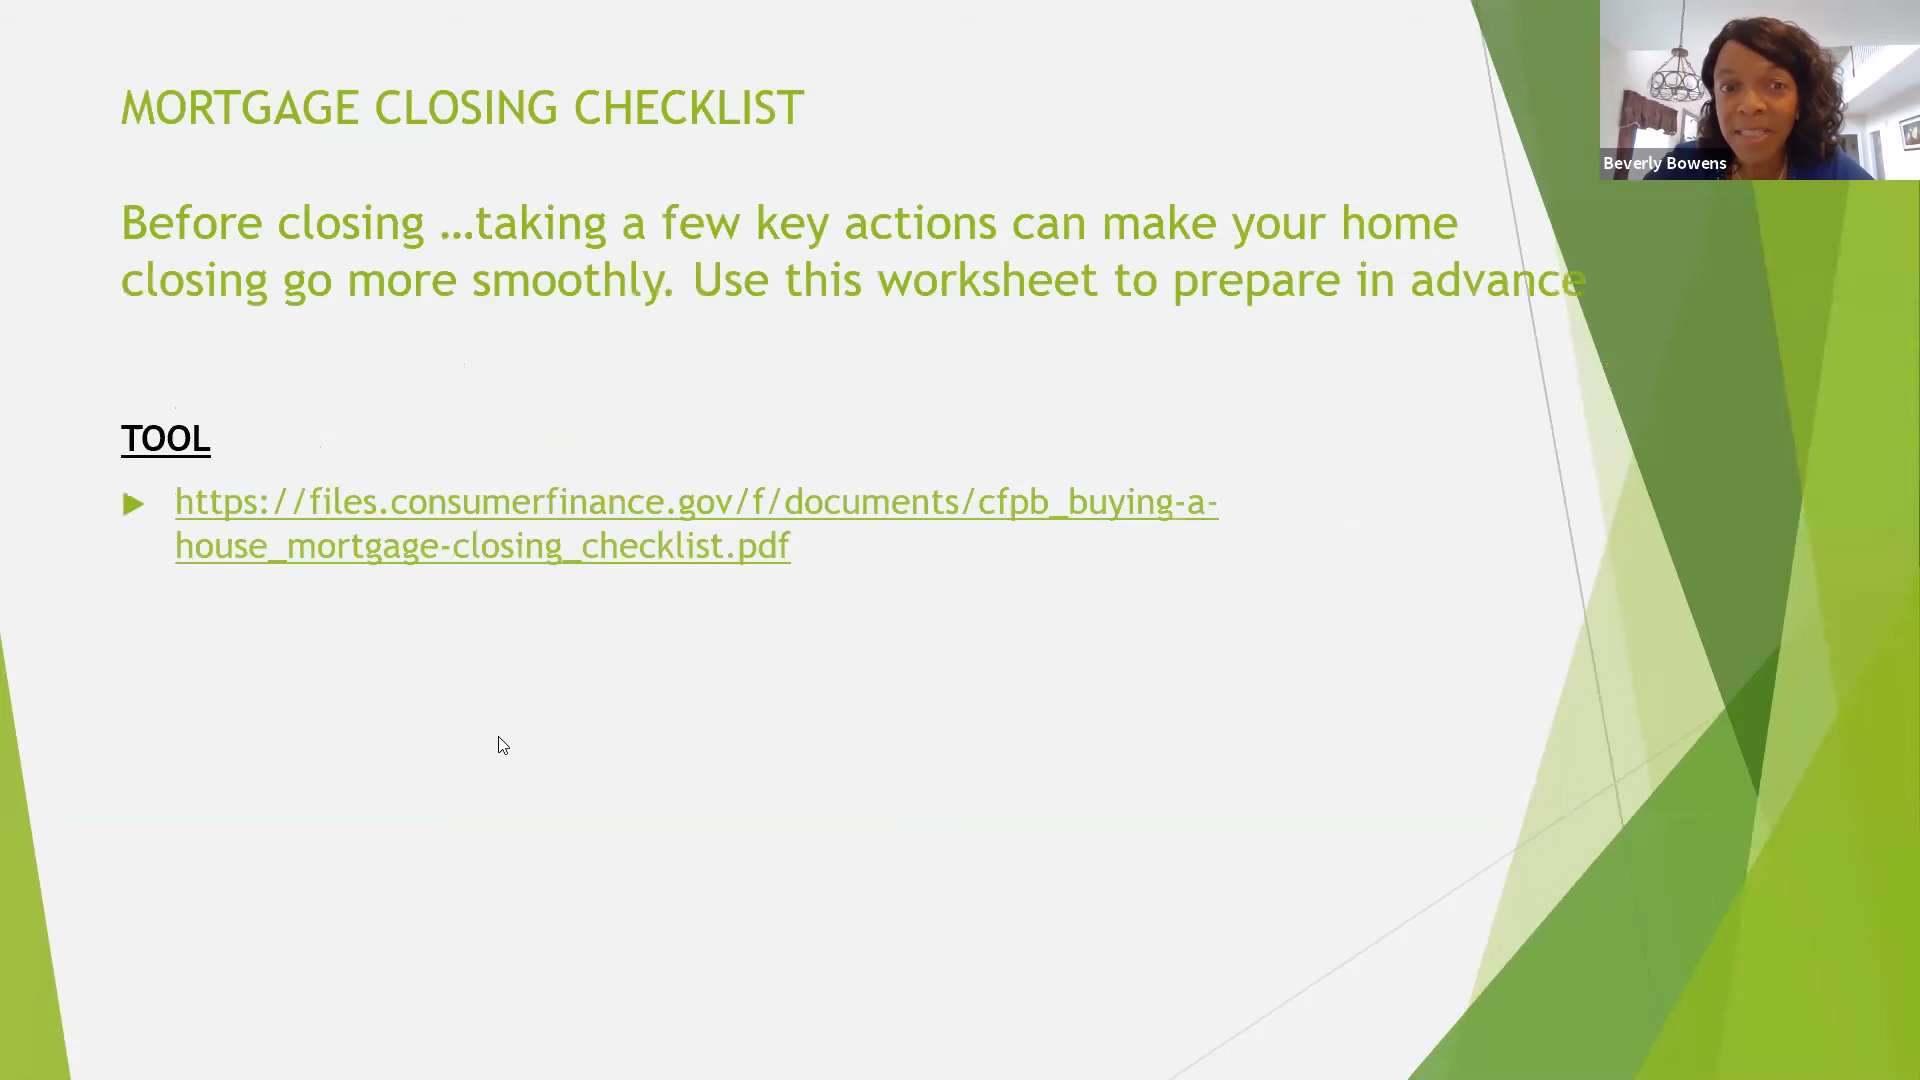 MORTGAGE CLOSING CHECKLIST
Before closing …taking a few key actions can make your home
closing go more smoothly. Use this worksheet to prepare in advance
TOOL
https://files.consumerfinance.gov/f/documents/cfpb_buying-a-
house_mortgage-closing_checklist.pdf
Beverly Bowens